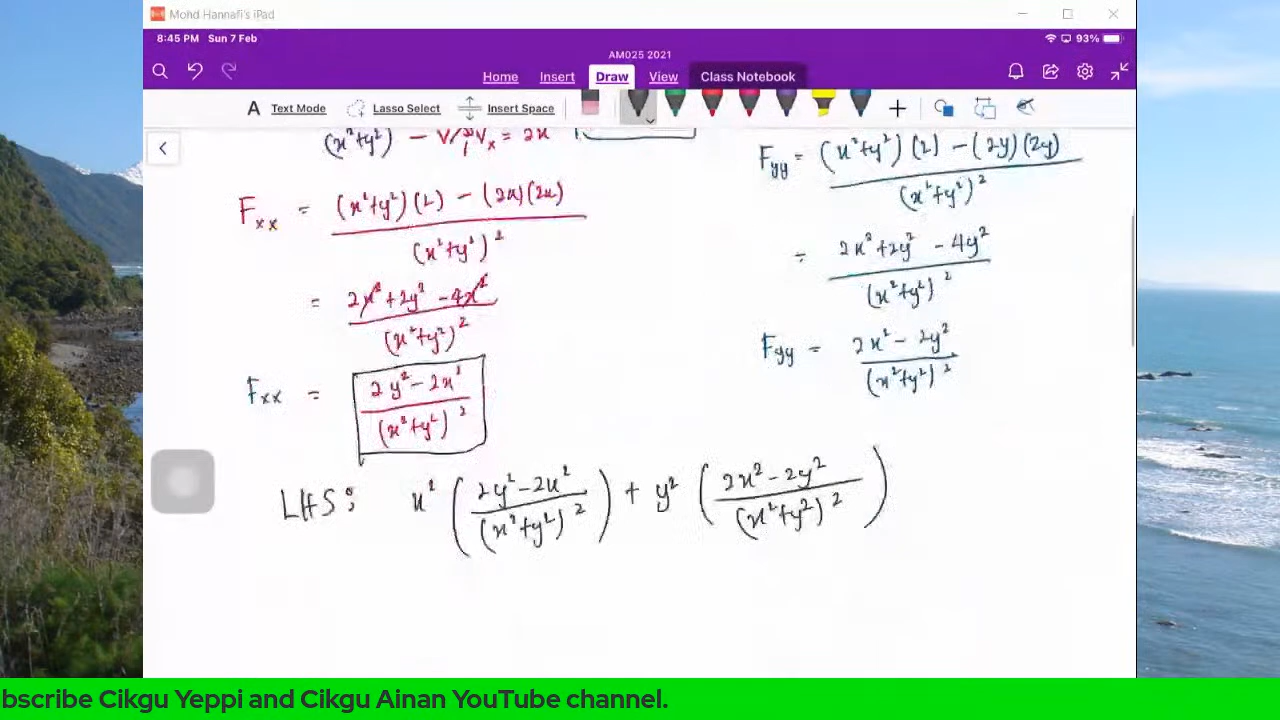 Mohd Hannafi's iPad
8:45 PM Sun 7 Feb
93%
AM025 2021
Home Insert Draw View Class Notebook
A Text Mode Lasso Select Insert Space
(x²+y²) - V/ Vₓ = 2x
Fₓₓ = (x²+y²)(2) - (2x)(2x) / (x²+y²)²
= 2x² + 2y² - 4x² / (x²+y²)²
Fₓₓ = 2y² - 2x² / (x²+y²)²
Fyy = (x²+y²)(2) - (2y)(2y) / (x²+y²)²
= 2x² + 2y² - 4y² / (x²+y²)²
Fyy = 2x² - 2y² / (x²+y²)²
LHS: x² (2y² - 2x² / (x²+y²)²) + y² (2x² - 2y² / (x²+y²)²)
bscribe Cikgu Yeppi and Cikgu Ainan YouTube channel.